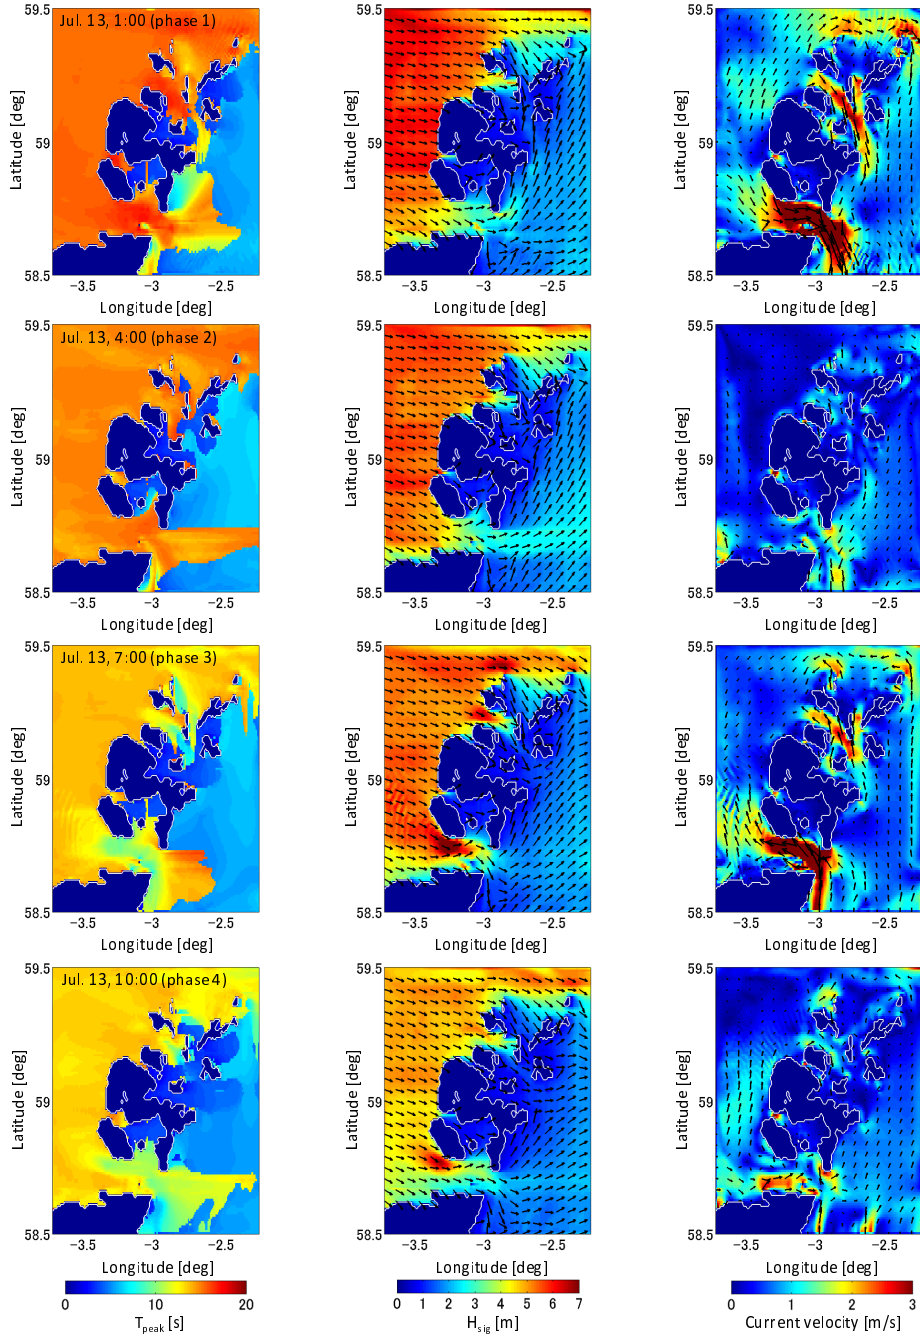 59.5 59.5 59.5
Jul. 13, 1:00 (phase 1)
Latitude [deg] Latitude [deg] Latitude [deg]
59 59 59
58.5 58.5 58.5
−3.5 −3 −2.5 −3.5 −3 −2.5 −3.5 −3 −2.5
Longitude [deg] Longitude [deg] Longitude [deg]
59.5 59.5 59.5
Jul. 13, 4:00 (phase 2)
Latitude [deg] Latitude [deg] Latitude [deg]
59 59 59
58.5 58.5 58.5
−3.5 −3 −2.5 −3.5 −3 −2.5 −3.5 −3 −2.5
Longitude [deg] Longitude [deg] Longitude [deg]
59.5 59.5 59.5
Jul. 13, 7:00 (phase 3)
Latitude [deg] Latitude [deg] Latitude [deg]
59 59 59
58.5 58.5 58.5
−3.5 −3 −2.5 −3.5 −3 −2.5 −3.5 −3 −2.5
Longitude [deg] Longitude [deg] Longitude [deg]
59.5 59.5 59.5
Jul. 13, 10:00 (phase 4)
Latitude [deg] Latitude [deg] Latitude [deg]
59 59 59
58.5 58.5 58.5
−3.5 −3 −2.5 −3.5 −3 −2.5 −3.5 −3 −2.5
Longitude [deg] Longitude [deg] Longitude [deg]
0 10 20 0 1 2 3 4 5 6 7 0 1 2 3
Tpeak [s] Hsig [m] Current velocity [m/s]